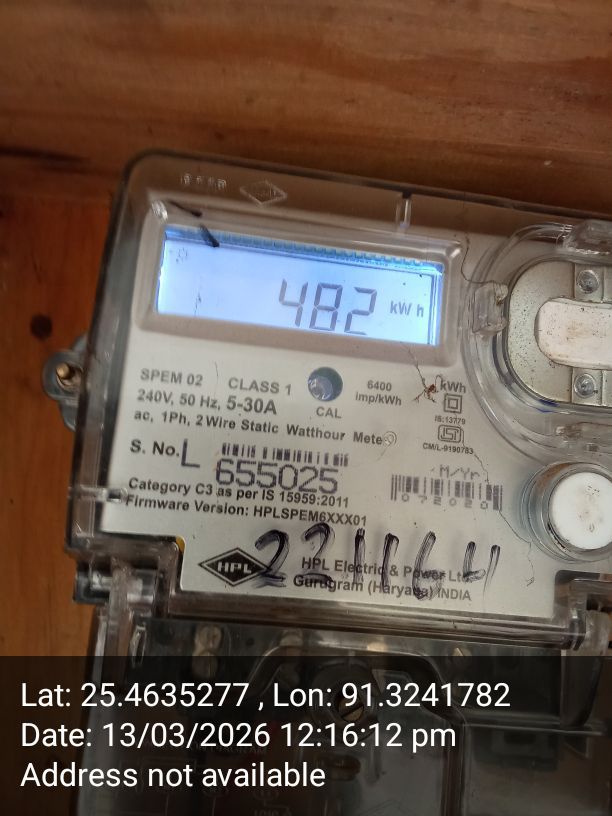 482 kWh
SPEM 02 CLASS 1 6400 imp/kWh kWh
240V, 50 Hz, 5-30A CAL
IS:13779
ac, 1Ph, 2 Wire Static Watthour Meter
CM/L-9190783
S. No. L 655025
M/Yr
072020
Category C3 as per IS 15959:2011
Firmware Version: HPLSPEM6XXX01
HPL
HPL Electric & Power Ltd
Gurugram (Haryana) INDIA
Lat: 25.4635277 , Lon: 91.3241782
Date: 13/03/2026 12:16:12 pm
Address not available